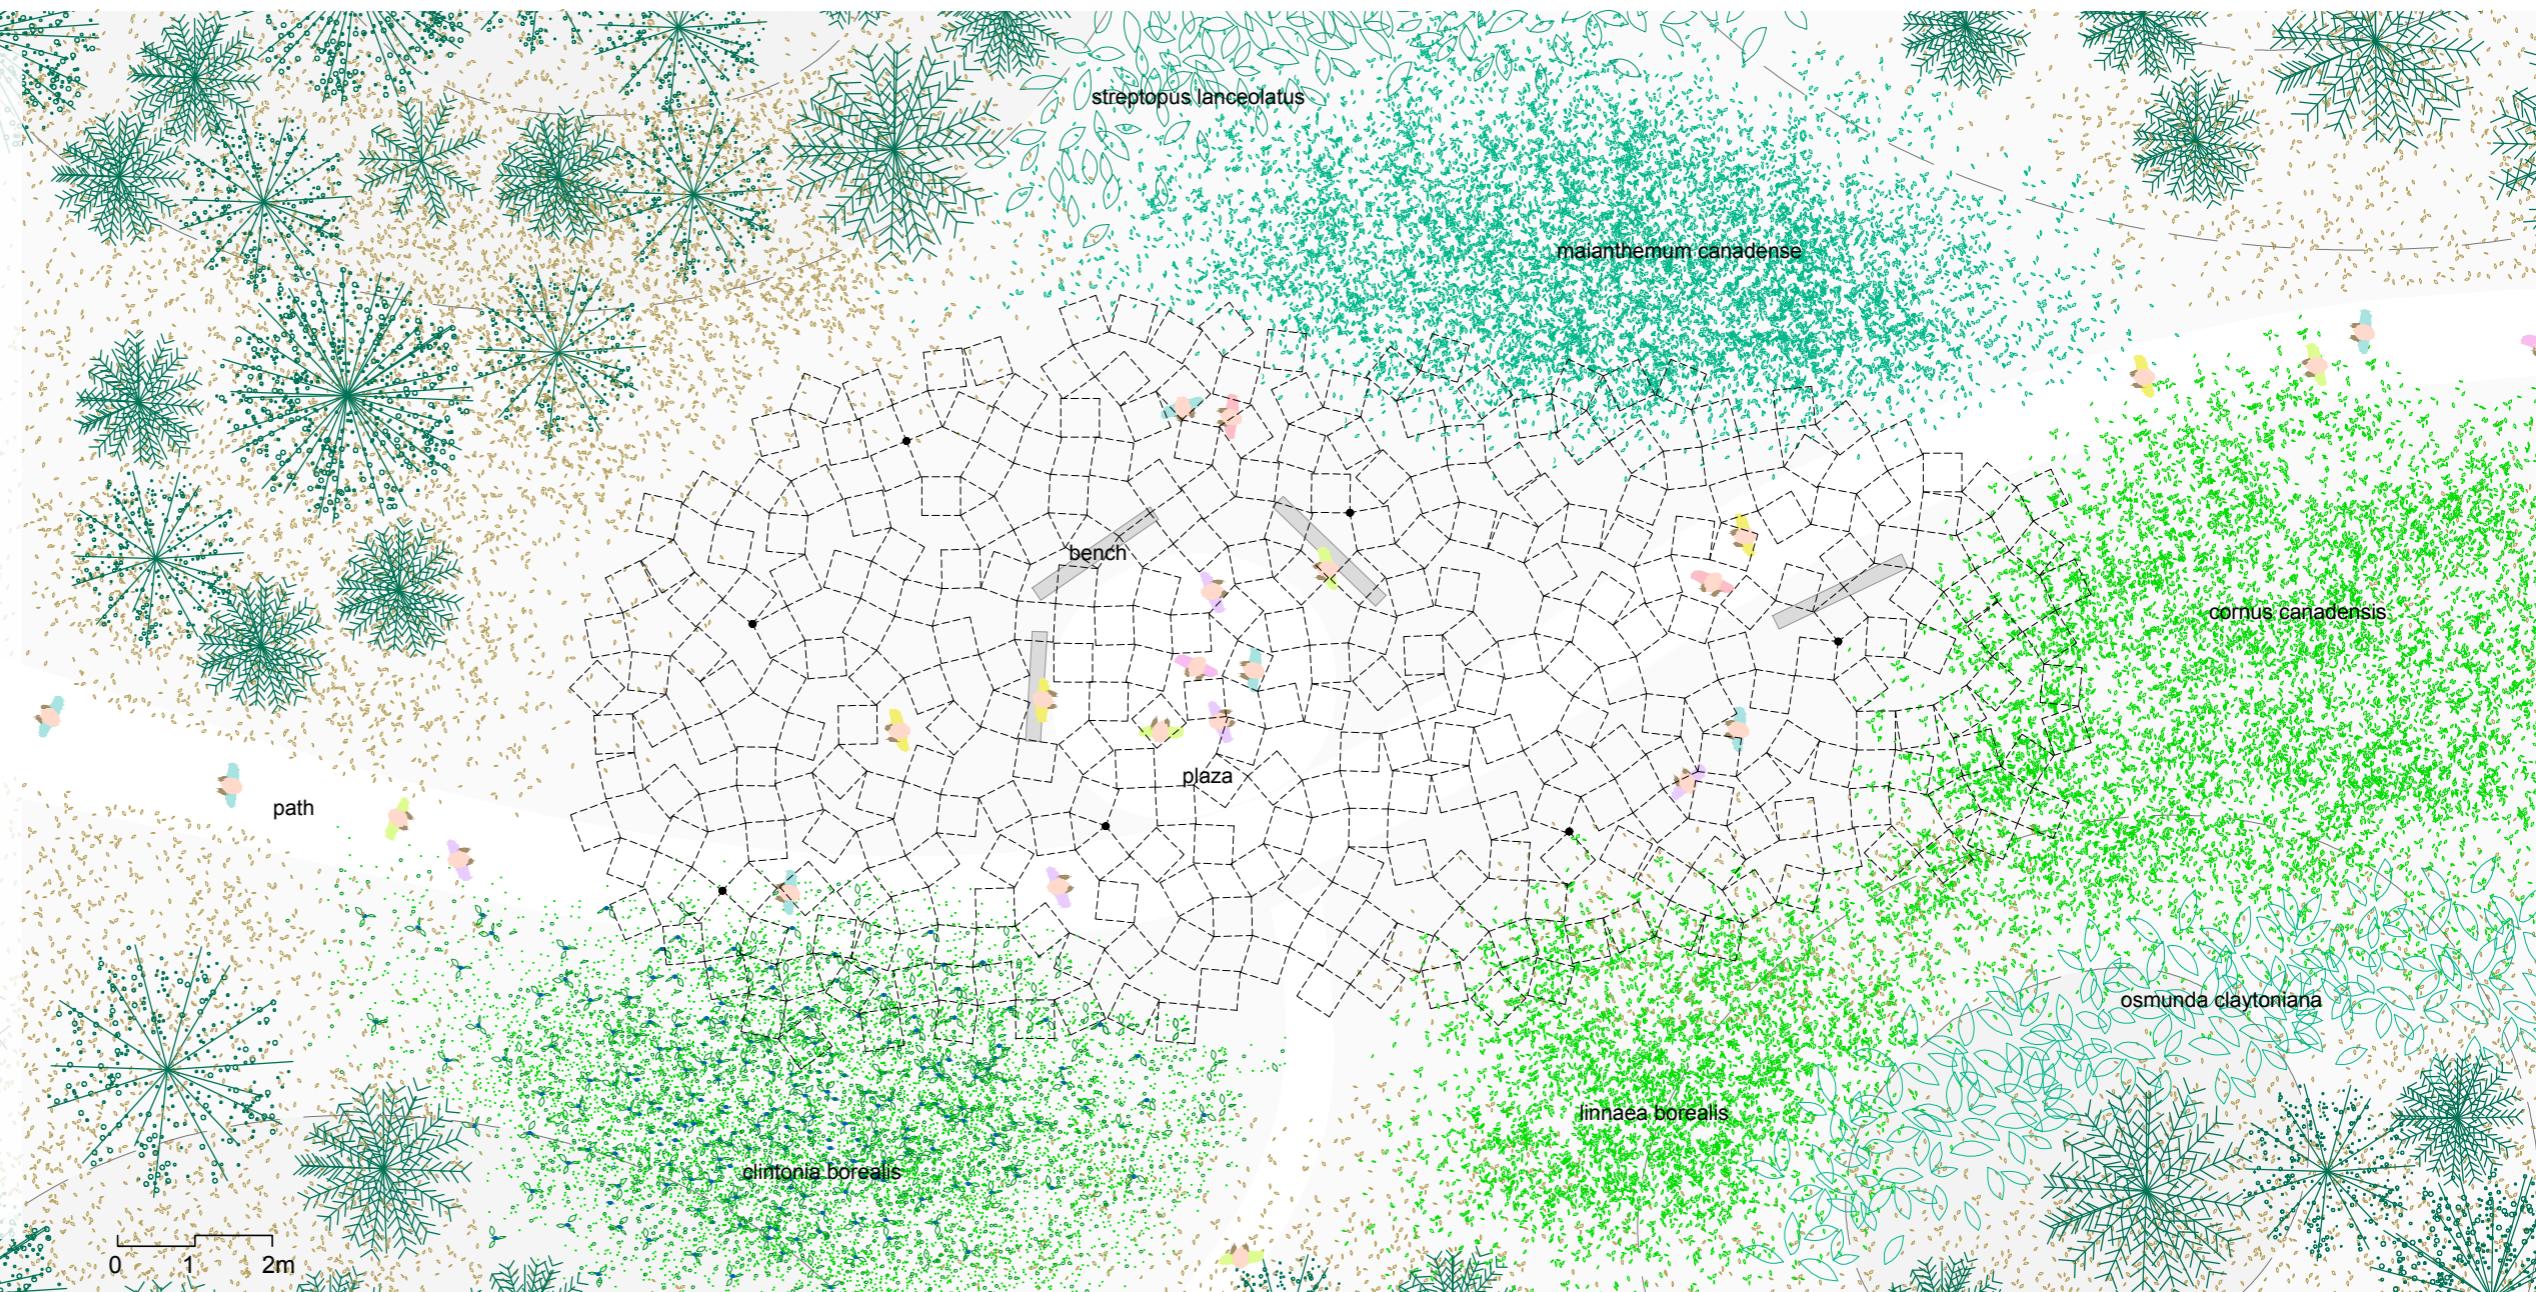 streptopus lanceolatus
maianthemum canadense
bench
cornus canadensis
plaza
path
osmunda claytoniana
linnaea borealis
clintonia borealis
0 1 2m